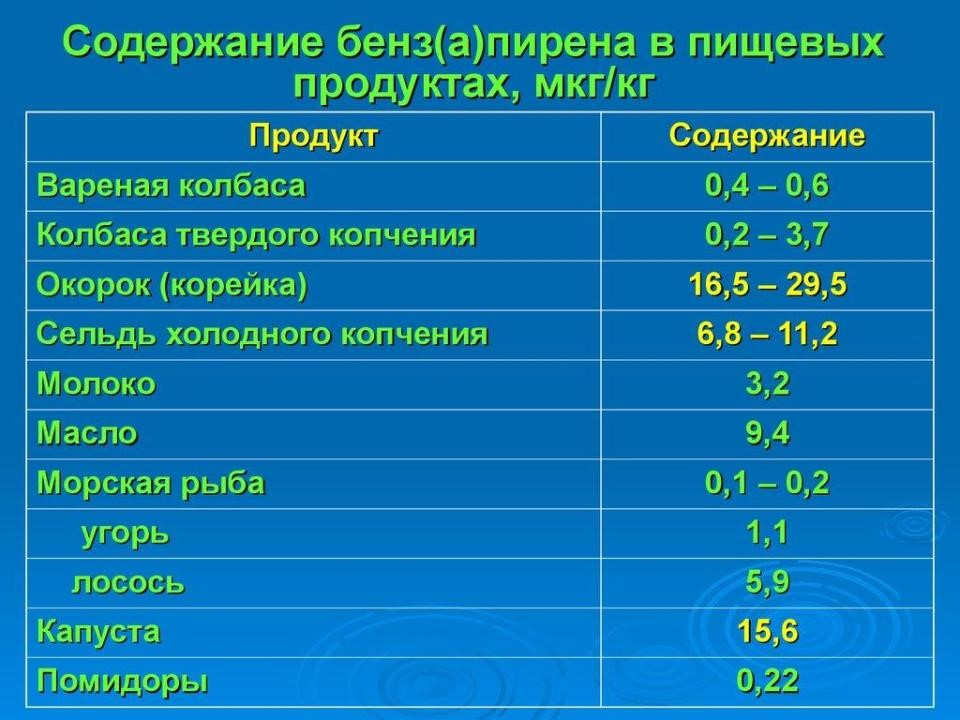 Содержание бенз(а)пирена в пищевых
продуктах, мкг/кг
Продукт Содержание
Вареная колбаса 0,4 – 0,6
Колбаса твердого копчения 0,2 – 3,7
Окорок (корейка) 16,5 – 29,5
Сельдь холодного копчения 6,8 – 11,2
Молоко 3,2
Масло 9,4
Морская рыба 0,1 – 0,2
угорь 1,1
лосось 5,9
Капуста 15,6
Помидоры 0,22